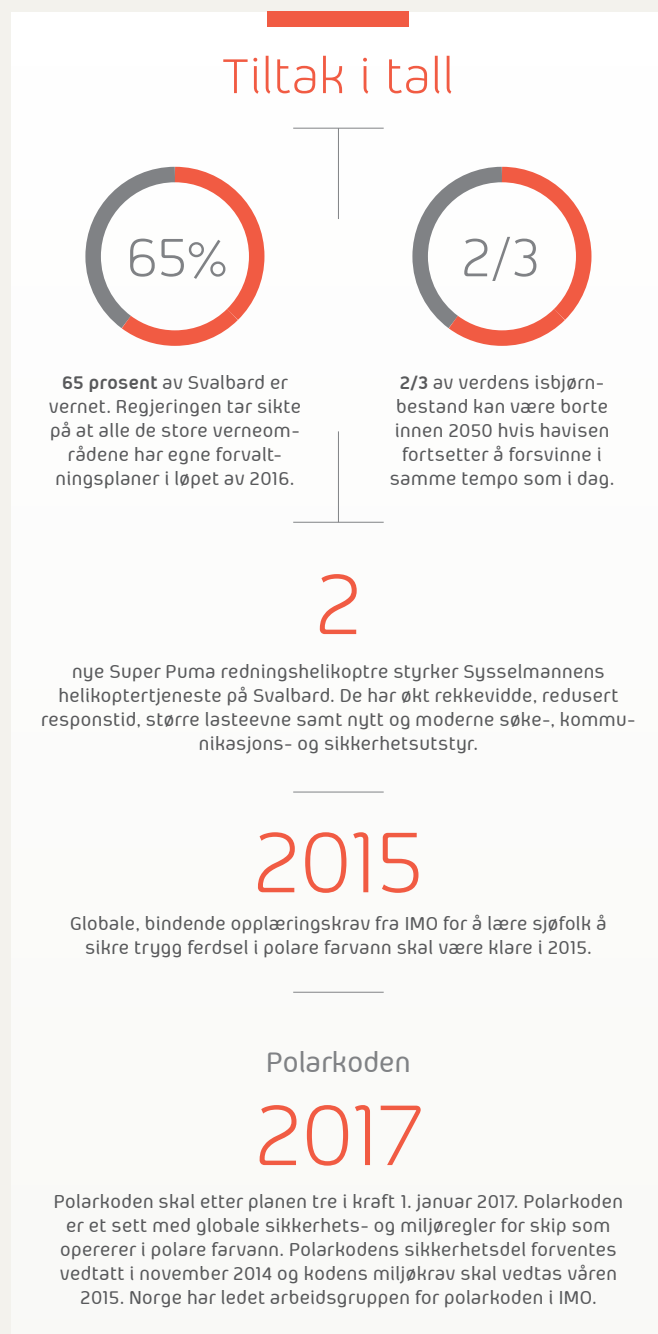 Tiltak i tall
65%
65 prosent av Svalbard er
vernet. Regjeringen tar sikte
på at alle de store verneom-
rådene har egne forvalt-
ningsplaner i løpet av 2016.
2/3
2/3 av verdens isbjørn-
bestand kan være borte
innen 2050 hvis havisen
fortsetter å forsvinne i
samme tempo som i dag.
2
nye Super Puma redningshelikoptre styrker Sysselmannens
helikoptertjeneste på Svalbard. De har økt rekkevidde, redusert
responstid, større lasteevne samt nytt og moderne søke-, kommu-
nikasjons- og sikkerhetsutstyr.
2015
Globale, bindende opplæringskrav fra IMO for å lære sjøfolk å
sikre trygg ferdsel i polare farvann skal være klare i 2015.
Polarkoden
2017
Polarkoden skal etter planen tre i kraft 1. januar 2017. Polarkoden
er et sett med globale sikkerhets- og miljøregler for skip som
opererer i polare farvann. Polarkodens sikkerhetsdel forventes
vedtatt i november 2014 og kodens miljøkrav skal vedtas våren
2015. Norge har ledet arbeidsgruppen for polarkoden i IMO.